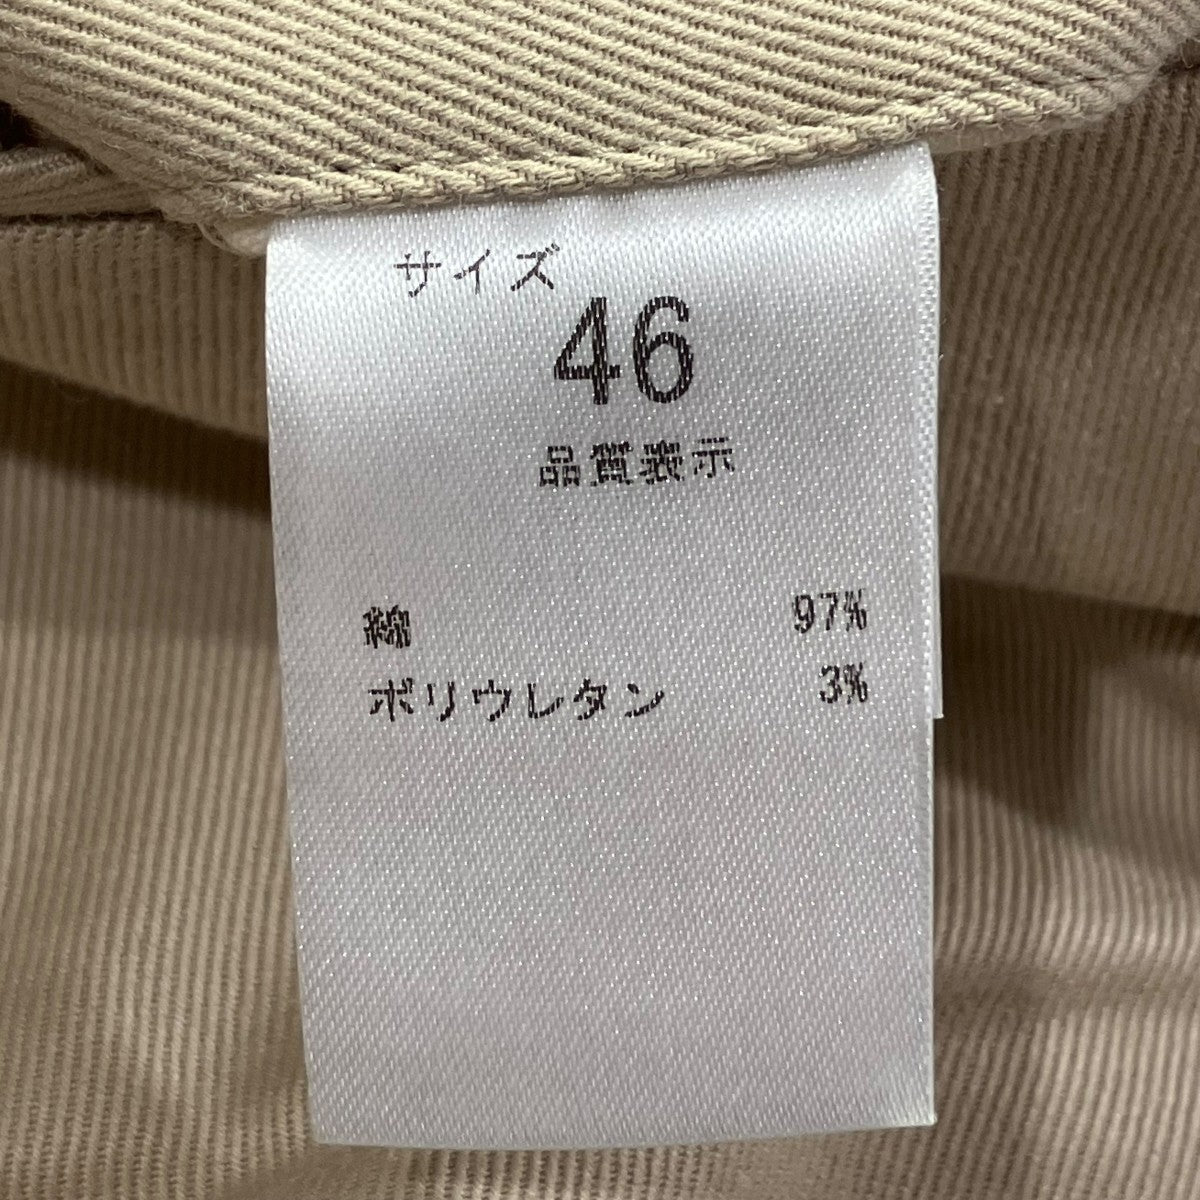 サイズ
46
品質表示
綿 97%
ポリウレタン 3%